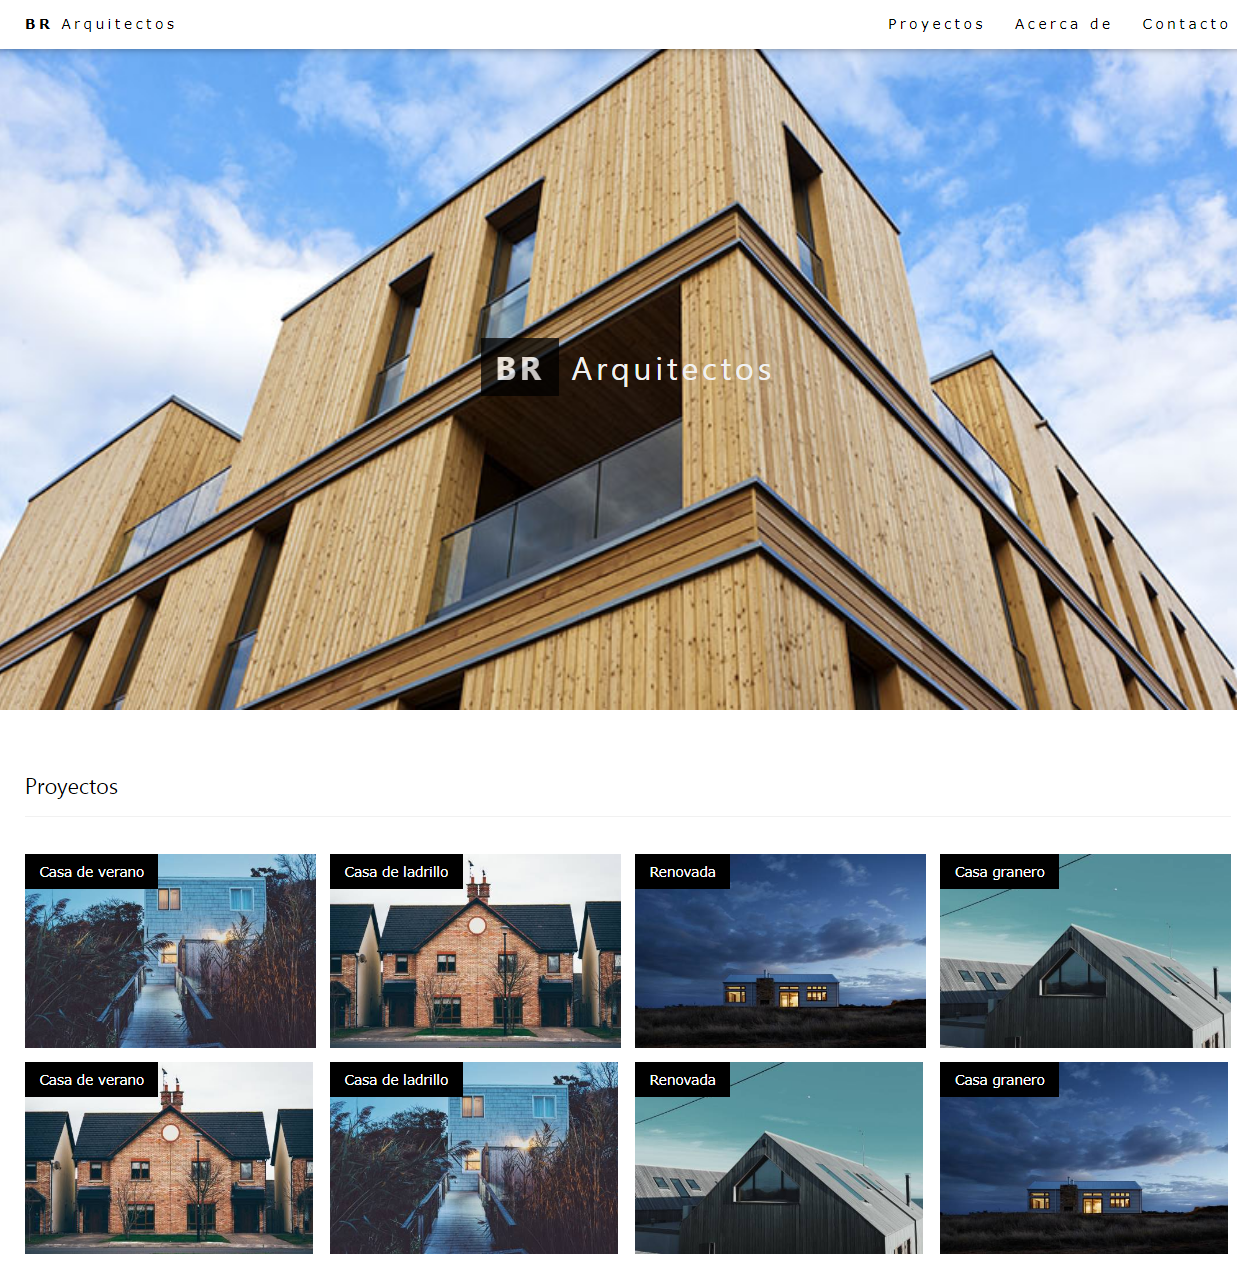 BR Arquitectos
Proyectos Acerca de Contacto
BR Arquitectos
Proyectos
Casa de verano
Casa de ladrillo
Renovada
Casa granero
Casa de verano
Casa de ladrillo
Renovada
Casa granero